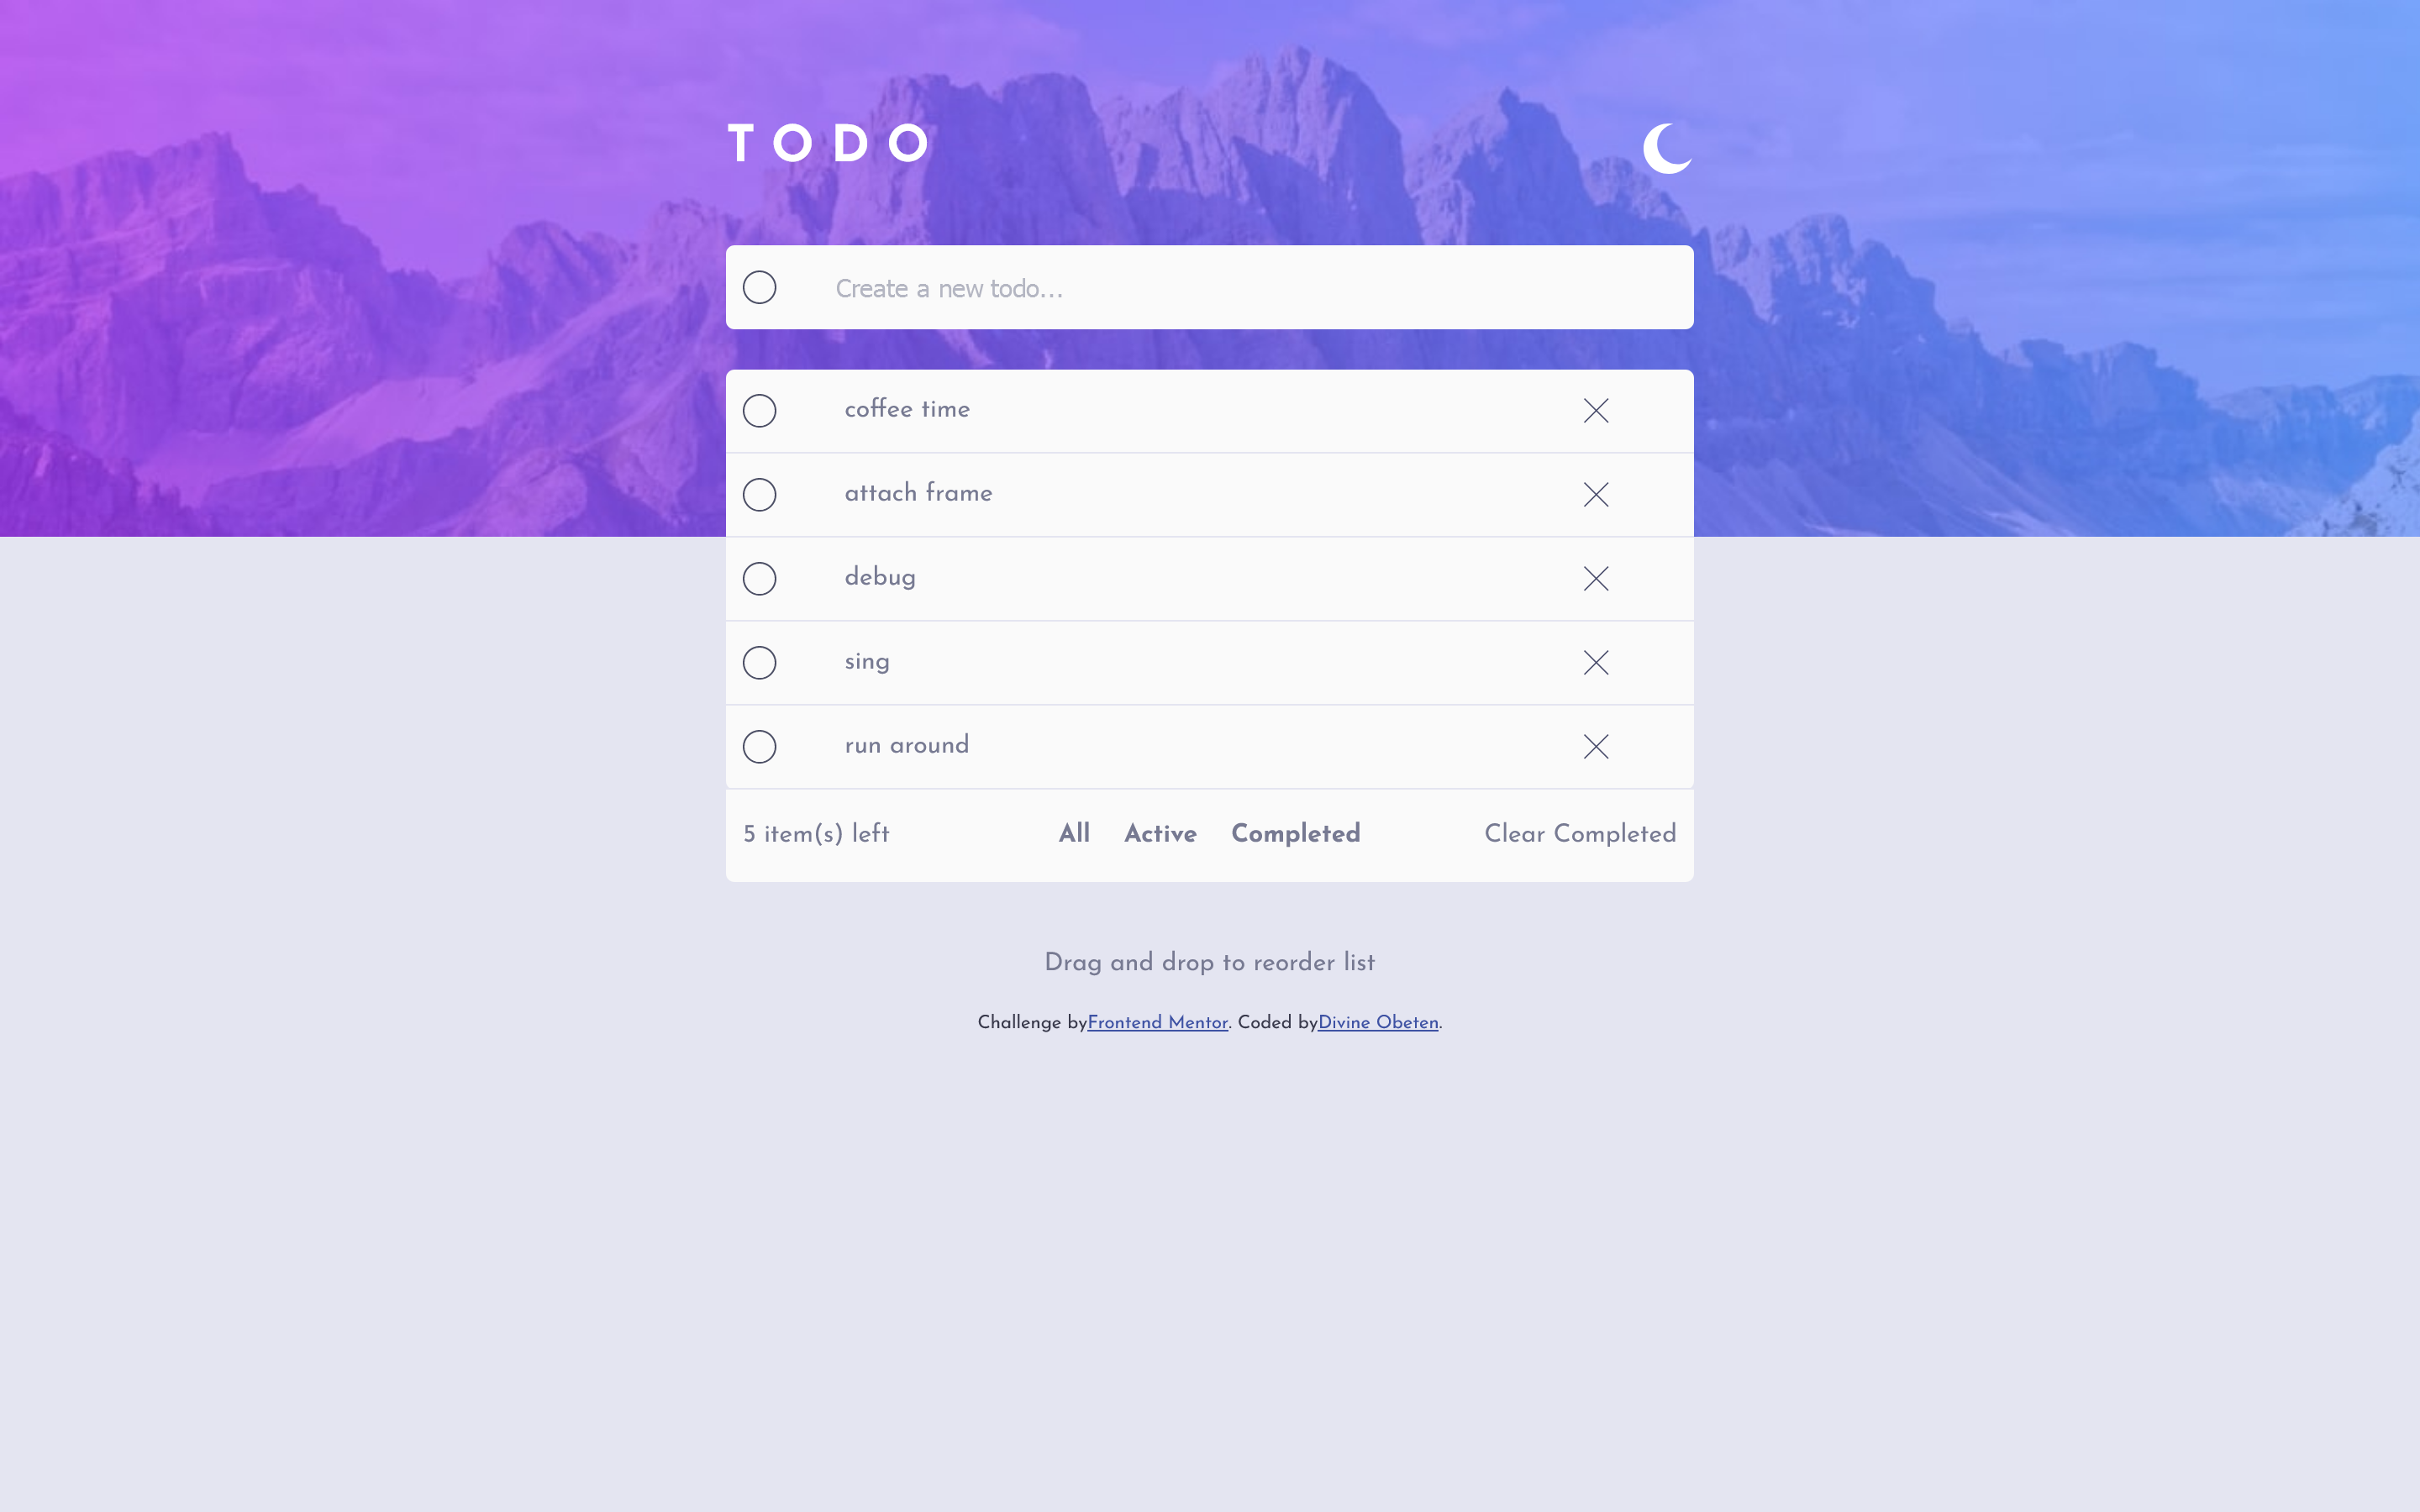 TODO
Create a new todo...
coffee time
attach frame
debug
sing
run around
5 item(s) left All Active Completed Clear Completed
Drag and drop to reorder list
Challenge byFrontend Mentor. Coded byDivine Obeten.